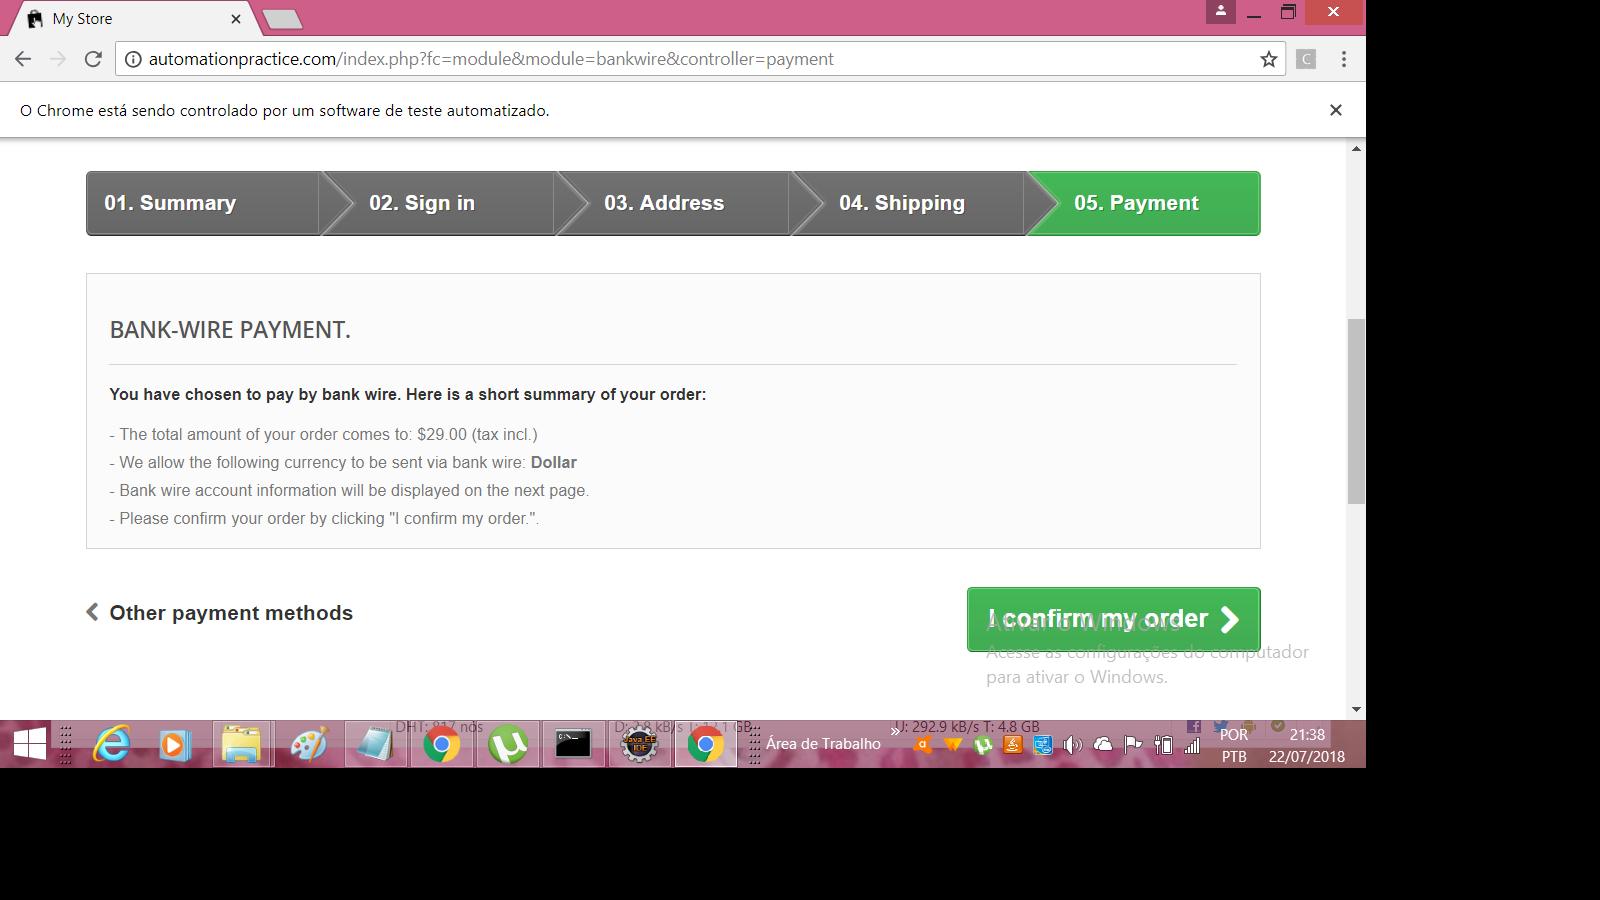 My Store
automationpractice.com/index.php?fc=module&module=bankwire&controller=payment
C
O Chrome está sendo controlado por um software de teste automatizado.
01. Summary
02. Sign in
03. Address
04. Shipping
05. Payment
BANK-WIRE PAYMENT.
You have chosen to pay by bank wire. Here is a short summary of your order:
- The total amount of your order comes to: $29.00 (tax incl.)
- We allow the following currency to be sent via bank wire: Dollar
- Bank wire account information will be displayed on the next page.
- Please confirm your order by clicking "I confirm my order.".
Other payment methods
I confirm my order
Ativar o Windows
Acesse as configurações do computador
para ativar o Windows.
DHT: 817 nós
U: 292.9 kB/s T: 4.8 GB
Java EE
IDE
Área de Trabalho
POR
PTB
21:38
22/07/2018